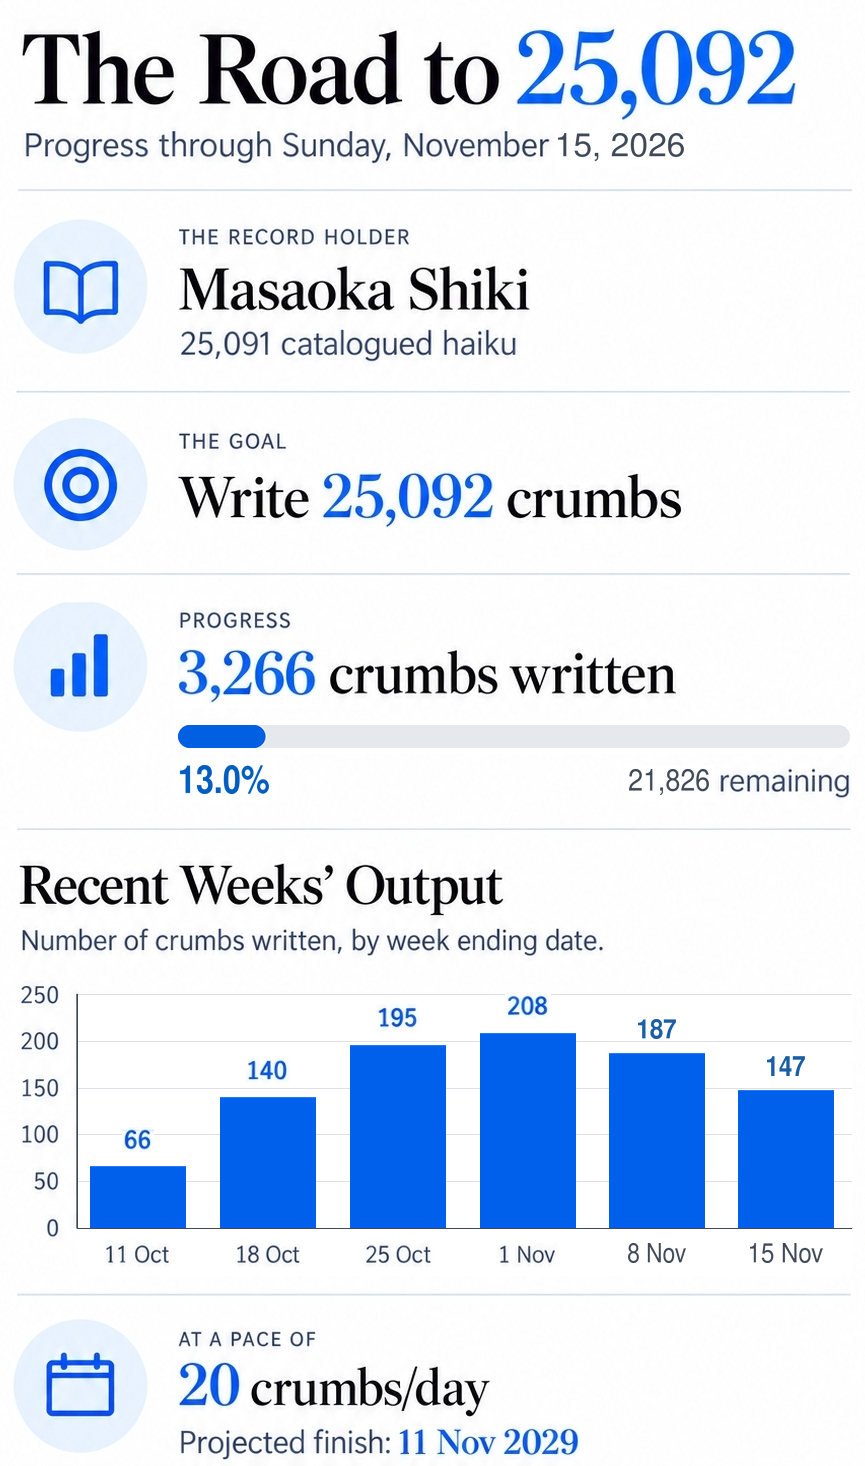 The Road to 25,092
Progress through Sunday, November 15, 2026
THE RECORD HOLDER
Masaoka Shiki
25,091 catalogued haiku
THE GOAL
Write 25,092 crumbs
PROGRESS
3,266 crumbs written
13.0%
21,826 remaining
Recent Weeks’ Output
Number of crumbs written, by week ending date.
250
200
150
100
50
0
66
140
195
208
187
147
11 Oct
18 Oct
25 Oct
1 Nov
8 Nov
15 Nov
AT A PACE OF
20 crumbs/day
Projected finish: 11 Nov 2029